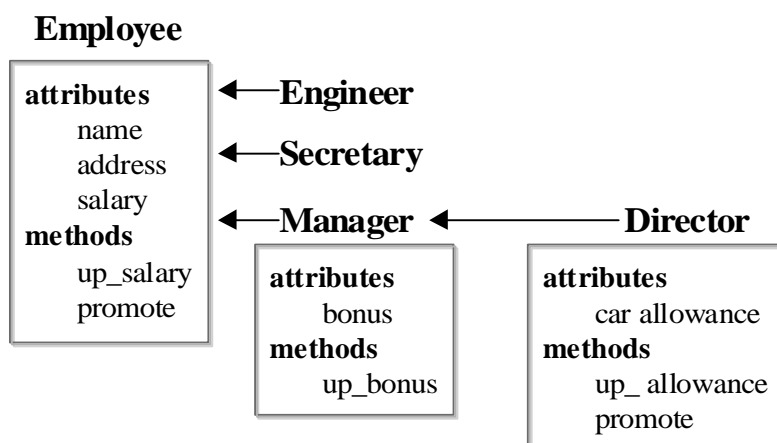 Employee
attributes
name
address
salary
methods
up_salary
promote
Engineer
Secretary
Manager
attributes
bonus
methods
up_bonus
Director
attributes
car allowance
methods
up_ allowance
promote